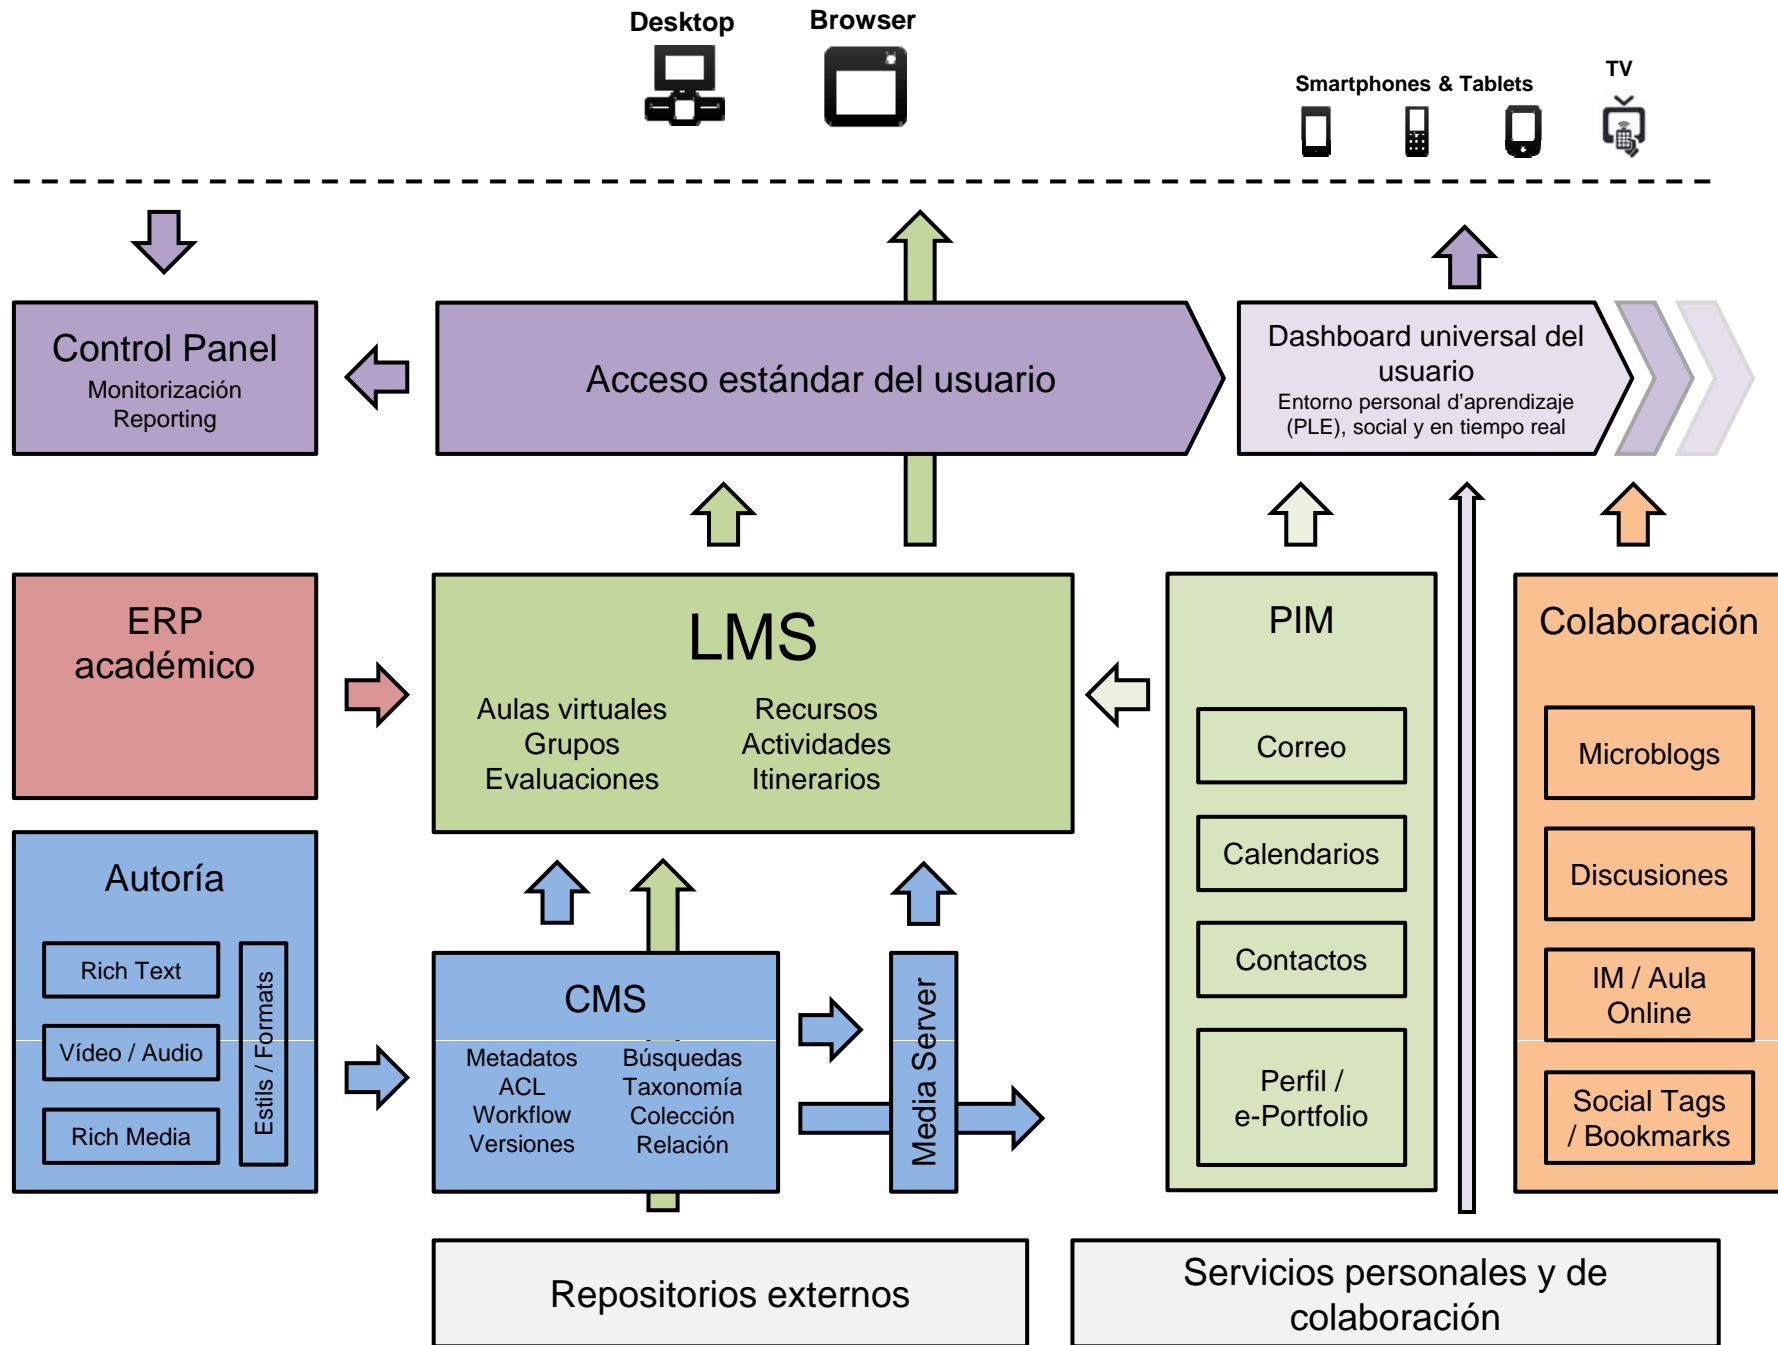 Desktop
Browser
Smartphones & Tablets
TV
Control Panel
Monitorización
Reporting
Acceso estándar del usuario
Dashboard universal del
usuario
Entorno personal d'aprendizaje
(PLE), social y en tiempo real
ERP
académico
LMS
Aulas virtuales
Grupos
Evaluaciones
Recursos
Actividades
Itinerarios
PIM
Correo
Calendarios
Contactos
Perfil /
e-Portfolio
Colaboración
Microblogs
Discusiones
IM / Aula
Online
Social Tags
/ Bookmarks
Autoría
Rich Text
Vídeo / Audio
Rich Media
Estils / Formats
CMS
Metadatos
ACL
Workflow
Versiones
Búsquedas
Taxonomía
Colección
Relación
Media Server
Repositorios externos
Servicios personales y de
colaboración